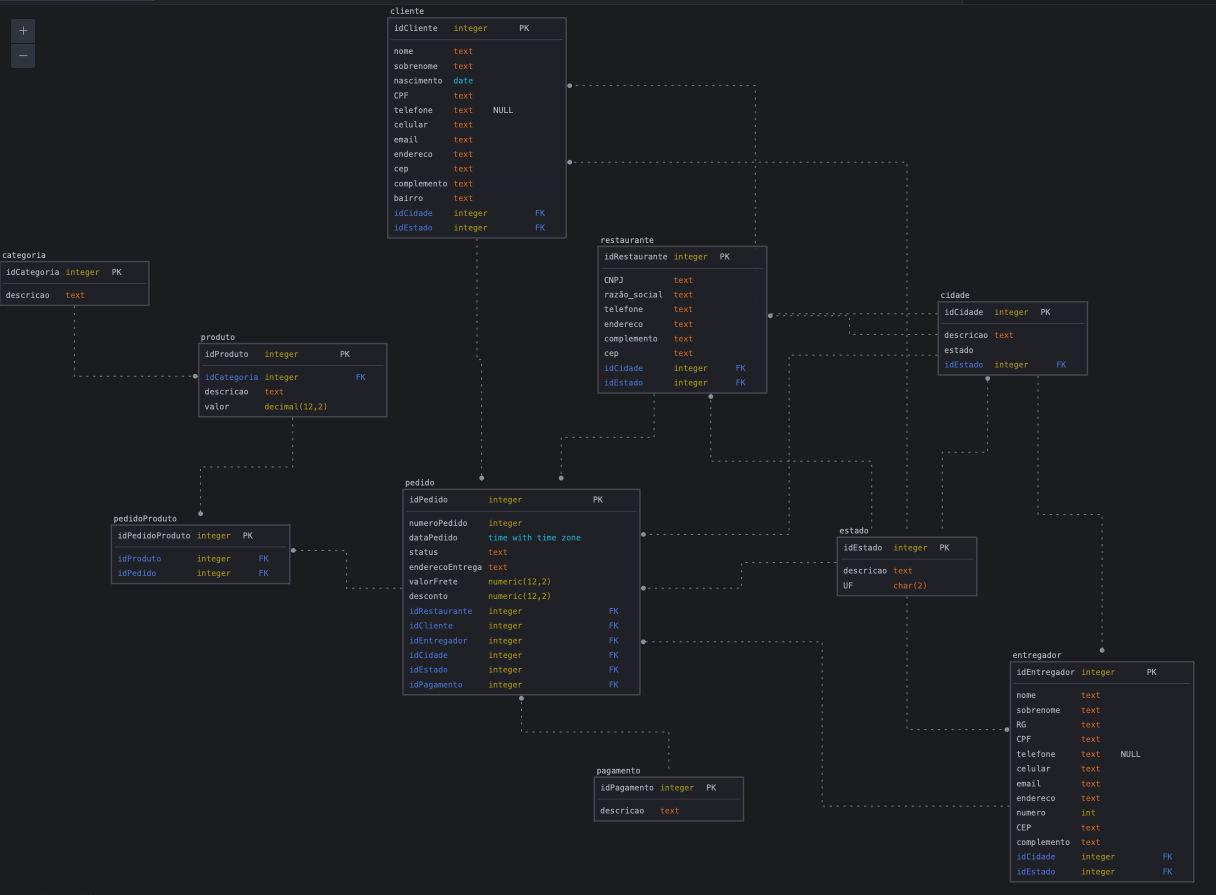 cliente
idCliente integer PK
nome text
sobrenome text
nascimento date
CPF text
telefone text NULL
celular text
email text
endereco text
cep text
complemento text
bairro text
idCidade integer FK
idEstado integer FK
restaurante
idRestaurante integer PK
CNPJ text
razão_social text
telefone text
endereco text
complemento text
cep text
idCidade integer FK
idEstado integer FK
categoria
idCategoria integer PK
descricao text
cidade
idCidade integer PK
descricao text
estado
idEstado integer FK
produto
idProduto integer PK
idCategoria integer FK
descricao text
valor decimal(12,2)
pedido
idPedido integer PK
numeroPedido integer
dataPedido time with time zone
status text
enderecoEntrega text
valorFrete numeric(12,2)
desconto numeric(12,2)
idRestaurante integer FK
idCliente integer FK
idEntregador integer FK
idCidade integer FK
idEstado integer FK
idPagamento integer FK
pedidoProduto
idPedidoProduto integer PK
idProduto integer FK
idPedido integer FK
estado
idEstado integer PK
descricao text
UF char(2)
entregador
idEntregador integer PK
nome text
sobrenome text
RG text
CPF text
telefone text NULL
celular text
email text
endereco text
numero int
CEP text
complemento text
idCidade integer FK
idEstado integer FK
pagamento
idPagamento integer PK
descricao text